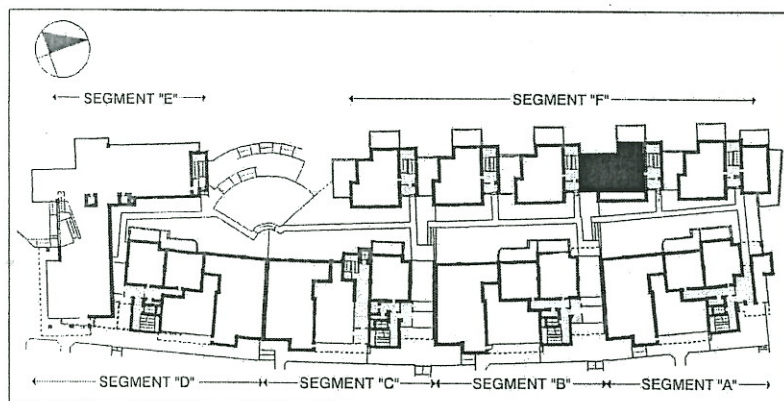 SEGMENT "E"
SEGMENT "F"
SEGMENT "D"
SEGMENT "C"
SEGMENT "B"
SEGMENT "A"